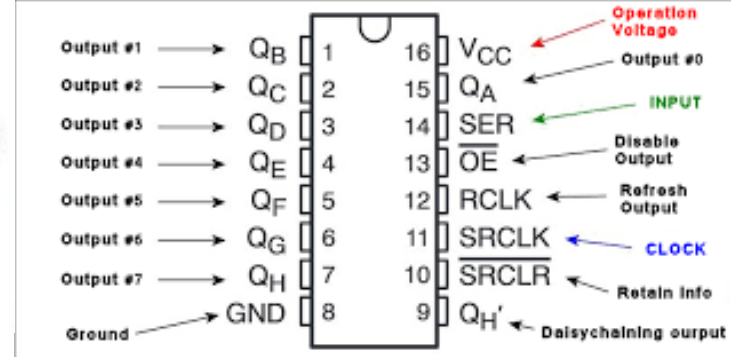 Operation
Voltage
Output #1 QB 1 16 VCC
Output #0
Output #2 QC 2 15 QA
INPUT
Output #3 QD 3 14 SER
Disable
Output
Output #4 QE 4 13 OE
Refresh
Output
Output #5 QF 5 12 RCLK
Output #6 QG 6 11 SRCLK
CLOCK
Output #7 QH 7 10 SRCLR
Retain Info
Ground GND 8 9 QH'
Daisychaining ourput